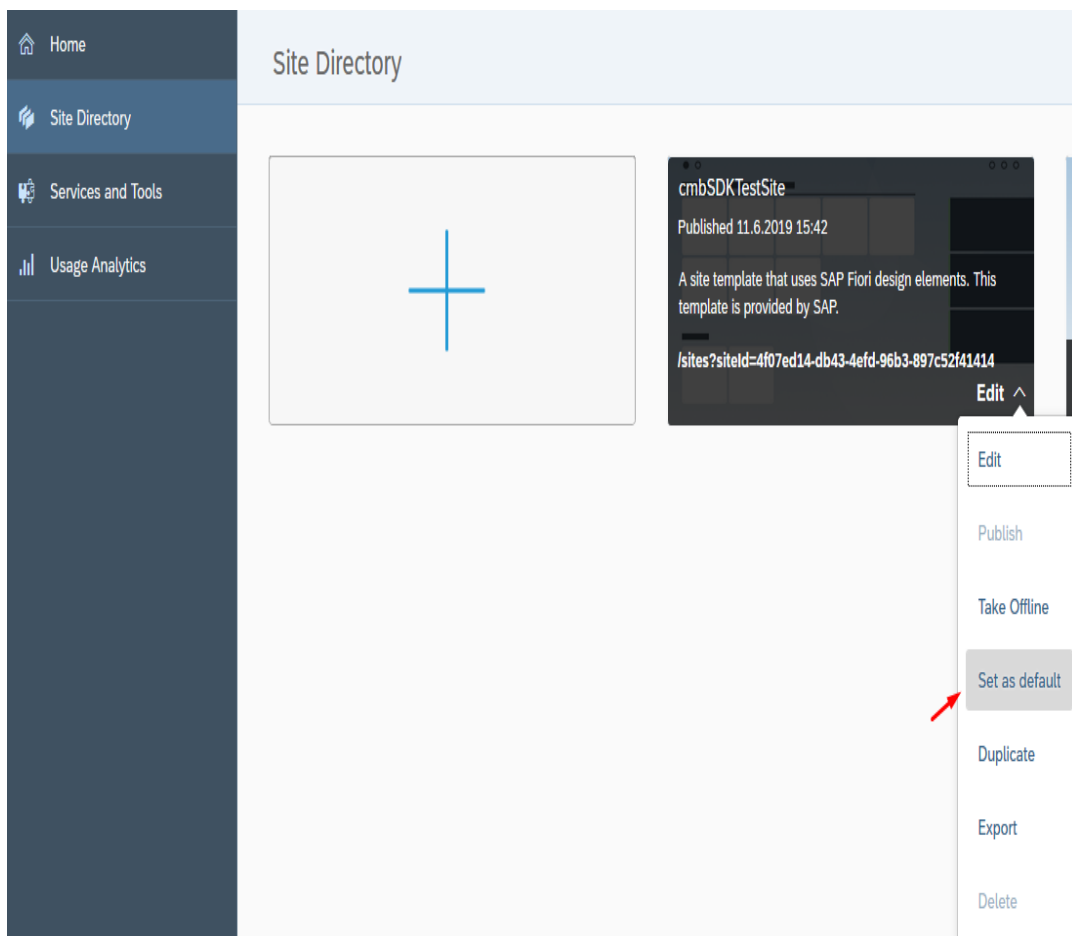 Home
Site Directory
Services and Tools
Usage Analytics
Site Directory
cmbSDKTestSite
Published 11.6.2019 15:42
A site template that uses SAP Fiori design elements. This
template is provided by SAP.
/sites?siteId=4f07ed14-db43-4efd-96b3-897c52f41414
Edit
Edit
Publish
Take Offline
Set as default
Duplicate
Export
Delete